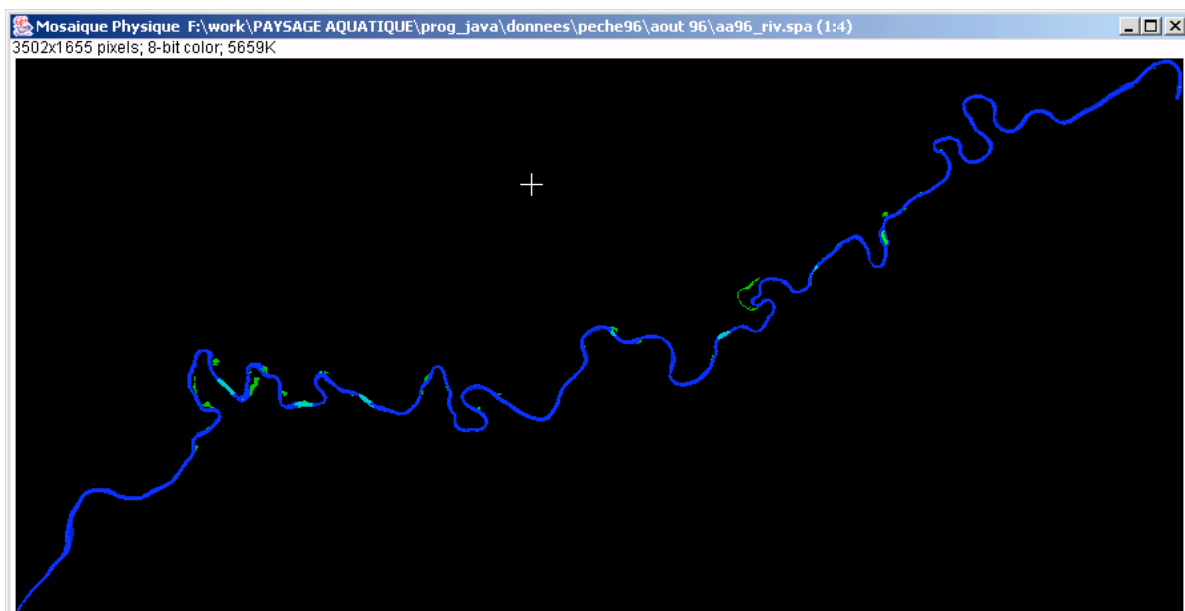 Mosaique Physique F:\work\PAYSAGE AQUATIQUE\prog_java\donnees\peche96\aout 96\aa96_riv.spa (1:4)
3502x1655 pixels; 8-bit color; 5659K